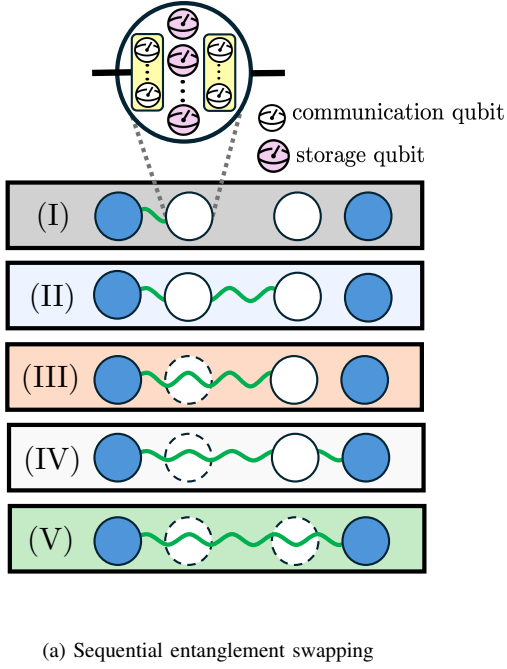 communication qubit
storage qubit
(I)
(II)
(III)
(IV)
(V)
(a) Sequential entanglement swapping